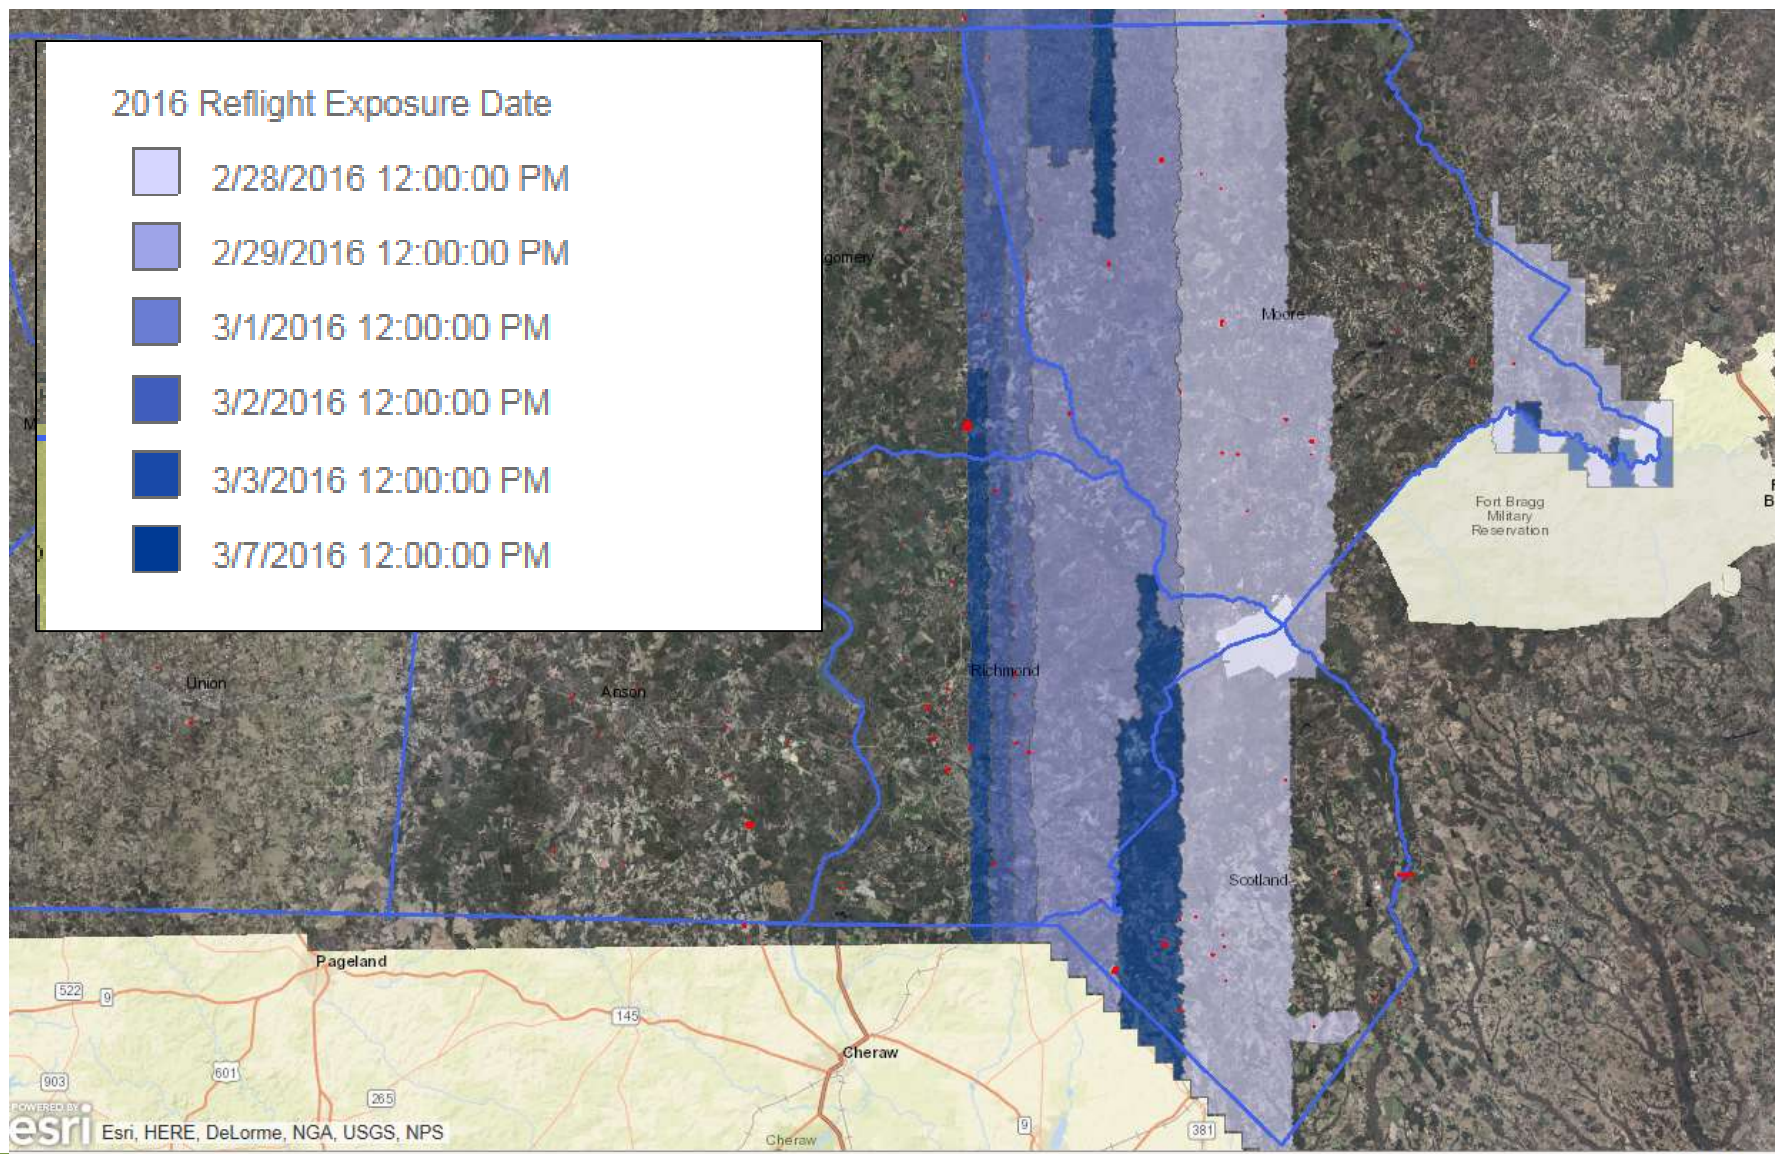 2016 Reflight Exposure Date
2/28/2016 12:00:00 PM
2/29/2016 12:00:00 PM
3/1/2016 12:00:00 PM
3/2/2016 12:00:00 PM
3/3/2016 12:00:00 PM
3/7/2016 12:00:00 PM
gomery
Moore
M
Fort Bragg
Military
Reservation
B
Union
Anson
Richmond
Scotland
Pageland
522
9
145
Cheraw
601
903
265
9
381
Cheraw
POWERED BY
esri
Esri, HERE, DeLorme, NGA, USGS, NPS